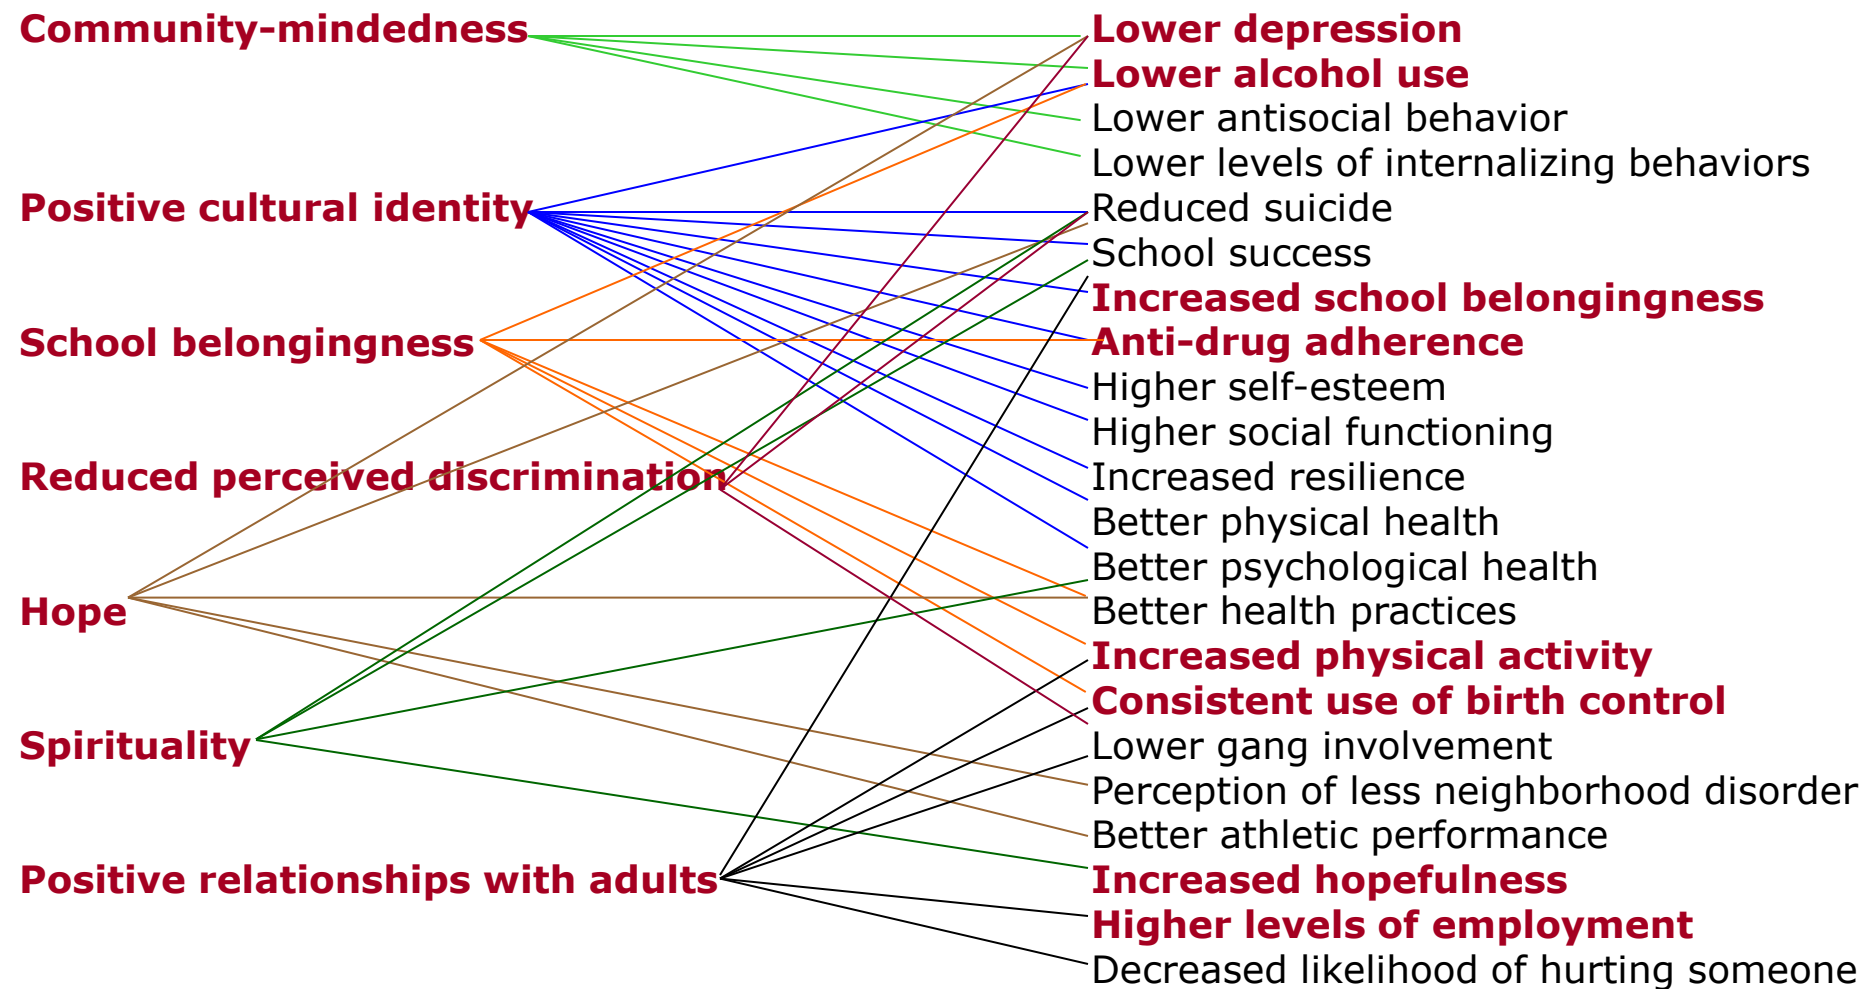 Community-mindedness
Positive cultural identity
School belongingness
Reduced perceived discrimination
Hope
Spirituality
Positive relationships with adults
Lower depression
Lower alcohol use
Lower antisocial behavior
Lower levels of internalizing behaviors
Reduced suicide
School success
Increased school belongingness
Anti-drug adherence
Higher self-esteem
Higher social functioning
Increased resilience
Better physical health
Better psychological health
Better health practices
Increased physical activity
Consistent use of birth control
Lower gang involvement
Perception of less neighborhood disorder
Better athletic performance
Increased hopefulness
Higher levels of employment
Decreased likelihood of hurting someone